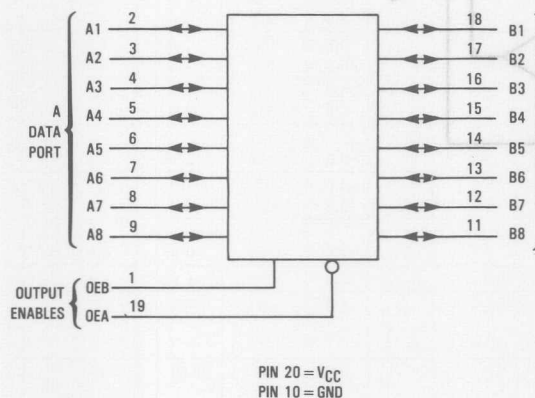 A1 2 18 B1
A2 3 17 B2
A3 4 16 B3
A4 5 15 B4
A5 6 14 B5
A6 7 13 B6
A7 8 12 B7
A8 9 11 B8
A
DATA
PORT
OEB 1
OEA 19
OUTPUT
ENABLES
PIN 20 = VCC
PIN 10 = GND